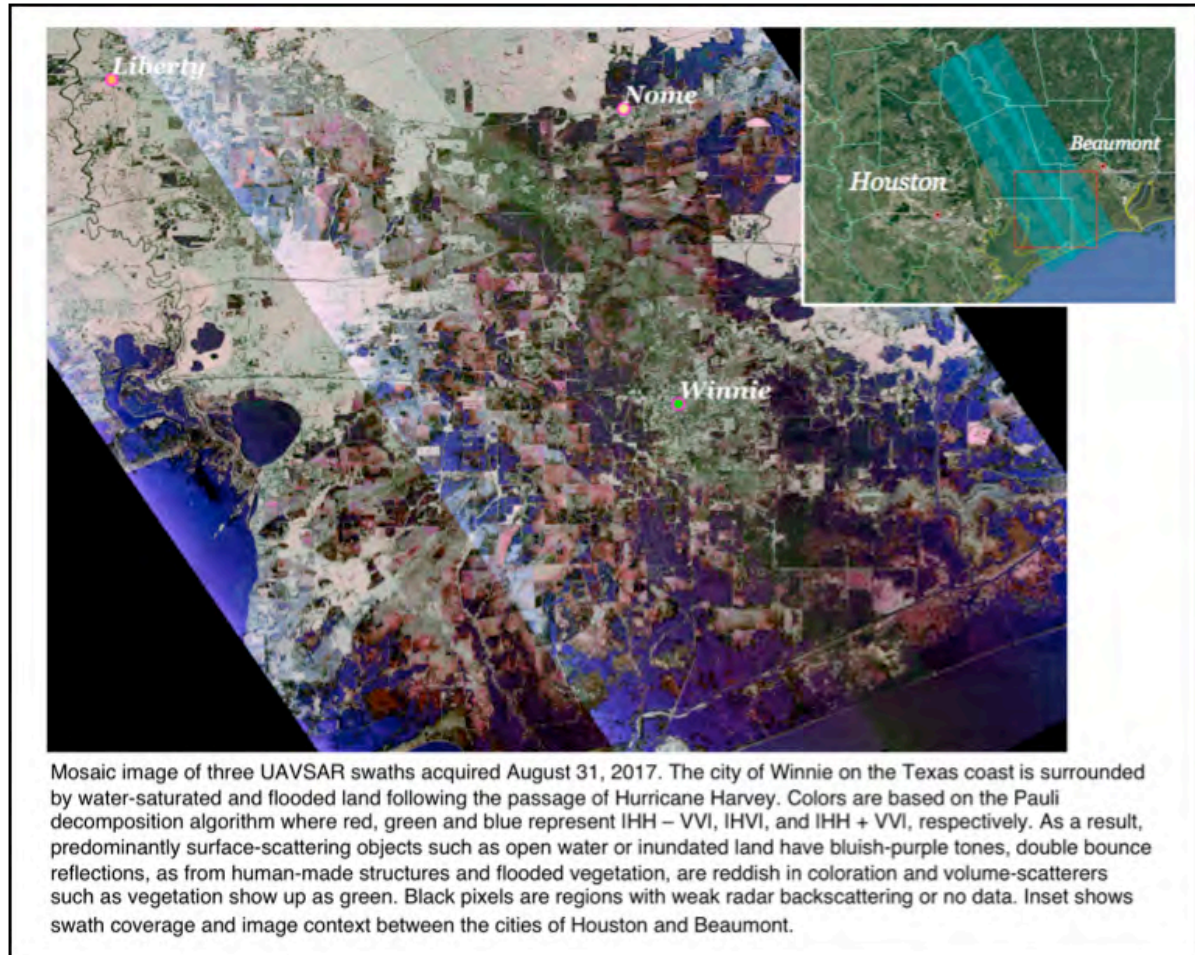 Liberty
Nome
Beaumont
Houston
Winnie
Mosaic image of three UAVSAR swaths acquired August 31, 2017. The city of Winnie on the Texas coast is surrounded
by water-saturated and flooded land following the passage of Hurricane Harvey. Colors are based on the Pauli
decomposition algorithm where red, green and blue represent IHH – VVI, IHVI, and IHH + VVI, respectively. As a result,
predominantly surface-scattering objects such as open water or inundated land have bluish-purple tones, double bounce
reflections, as from human-made structures and flooded vegetation, are reddish in coloration and volume-scatterers
such as vegetation show up as green. Black pixels are regions with weak radar backscattering or no data. Inset shows
swath coverage and image context between the cities of Houston and Beaumont.